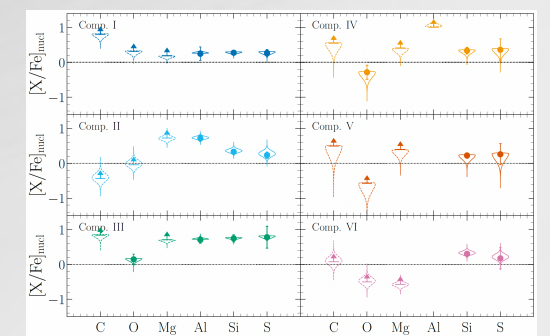 Comp. I
Comp. IV
[X/Fe]nucl
1
0
−1
Comp. II
Comp. V
[X/Fe]nucl
1
0
−1
Comp. III
Comp. VI
[X/Fe]nucl
1
0
−1
C O Mg Al Si S C O Mg Al Si S